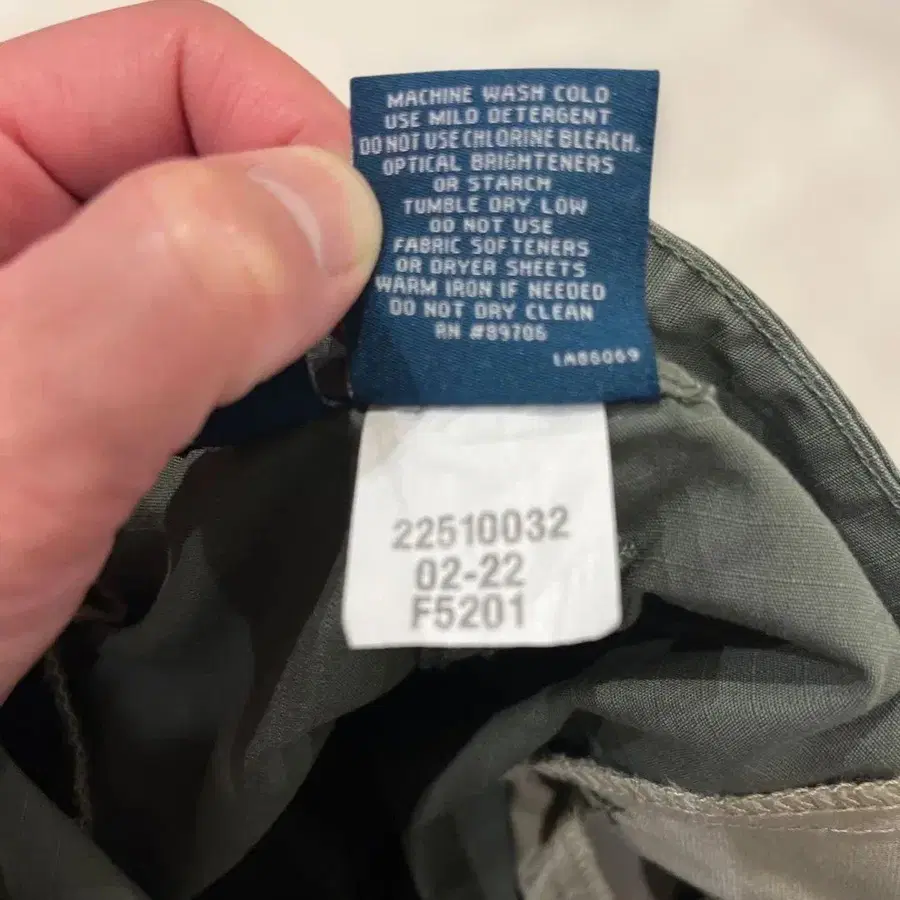 MACHINE WASH COLD
USE MILD DETERGENT
DO NOT USE CHLORINE BLEACH,
OPTICAL BRIGHTENERS
OR STARCH
TUMBLE DRY LOW
DO NOT USE
FABRIC SOFTENERS
OR DRYER SHEETS
WARM IRON IF NEEDED
DO NOT DRY CLEAN
RN #89706
LA86069
22510032
02-22
F5201